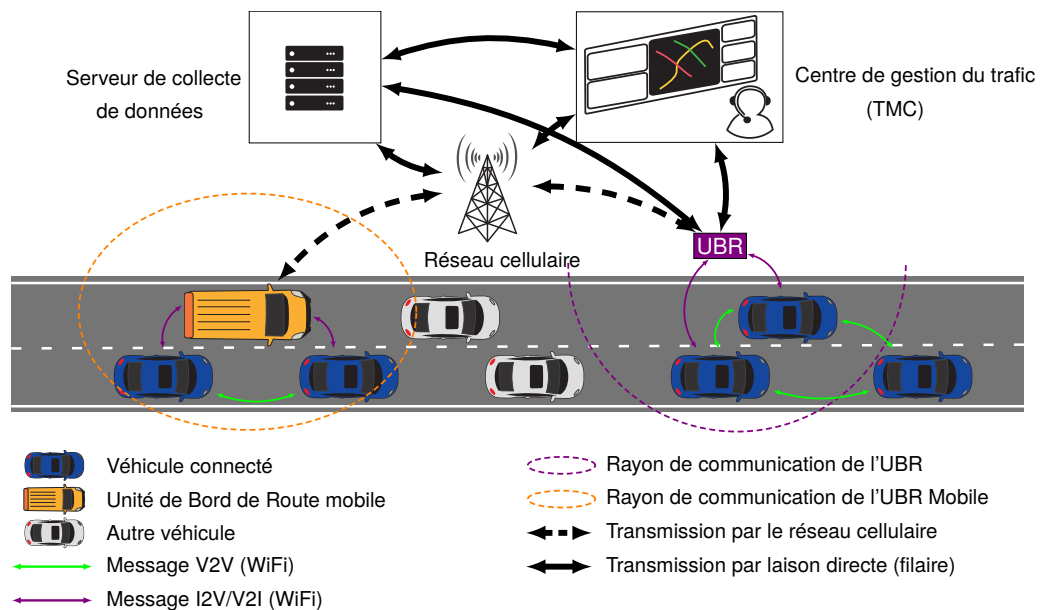 Serveur de collecte
de données
Centre de gestion du trafic
(TMC)
Réseau cellulaire
UBR
Véhicule connecté
Unité de Bord de Route mobile
Autre véhicule
Message V2V (WiFi)
Message I2V/V2I (WiFi)
Rayon de communication de l'UBR
Rayon de communication de l'UBR Mobile
Transmission par le réseau cellulaire
Transmission par laison directe (filaire)